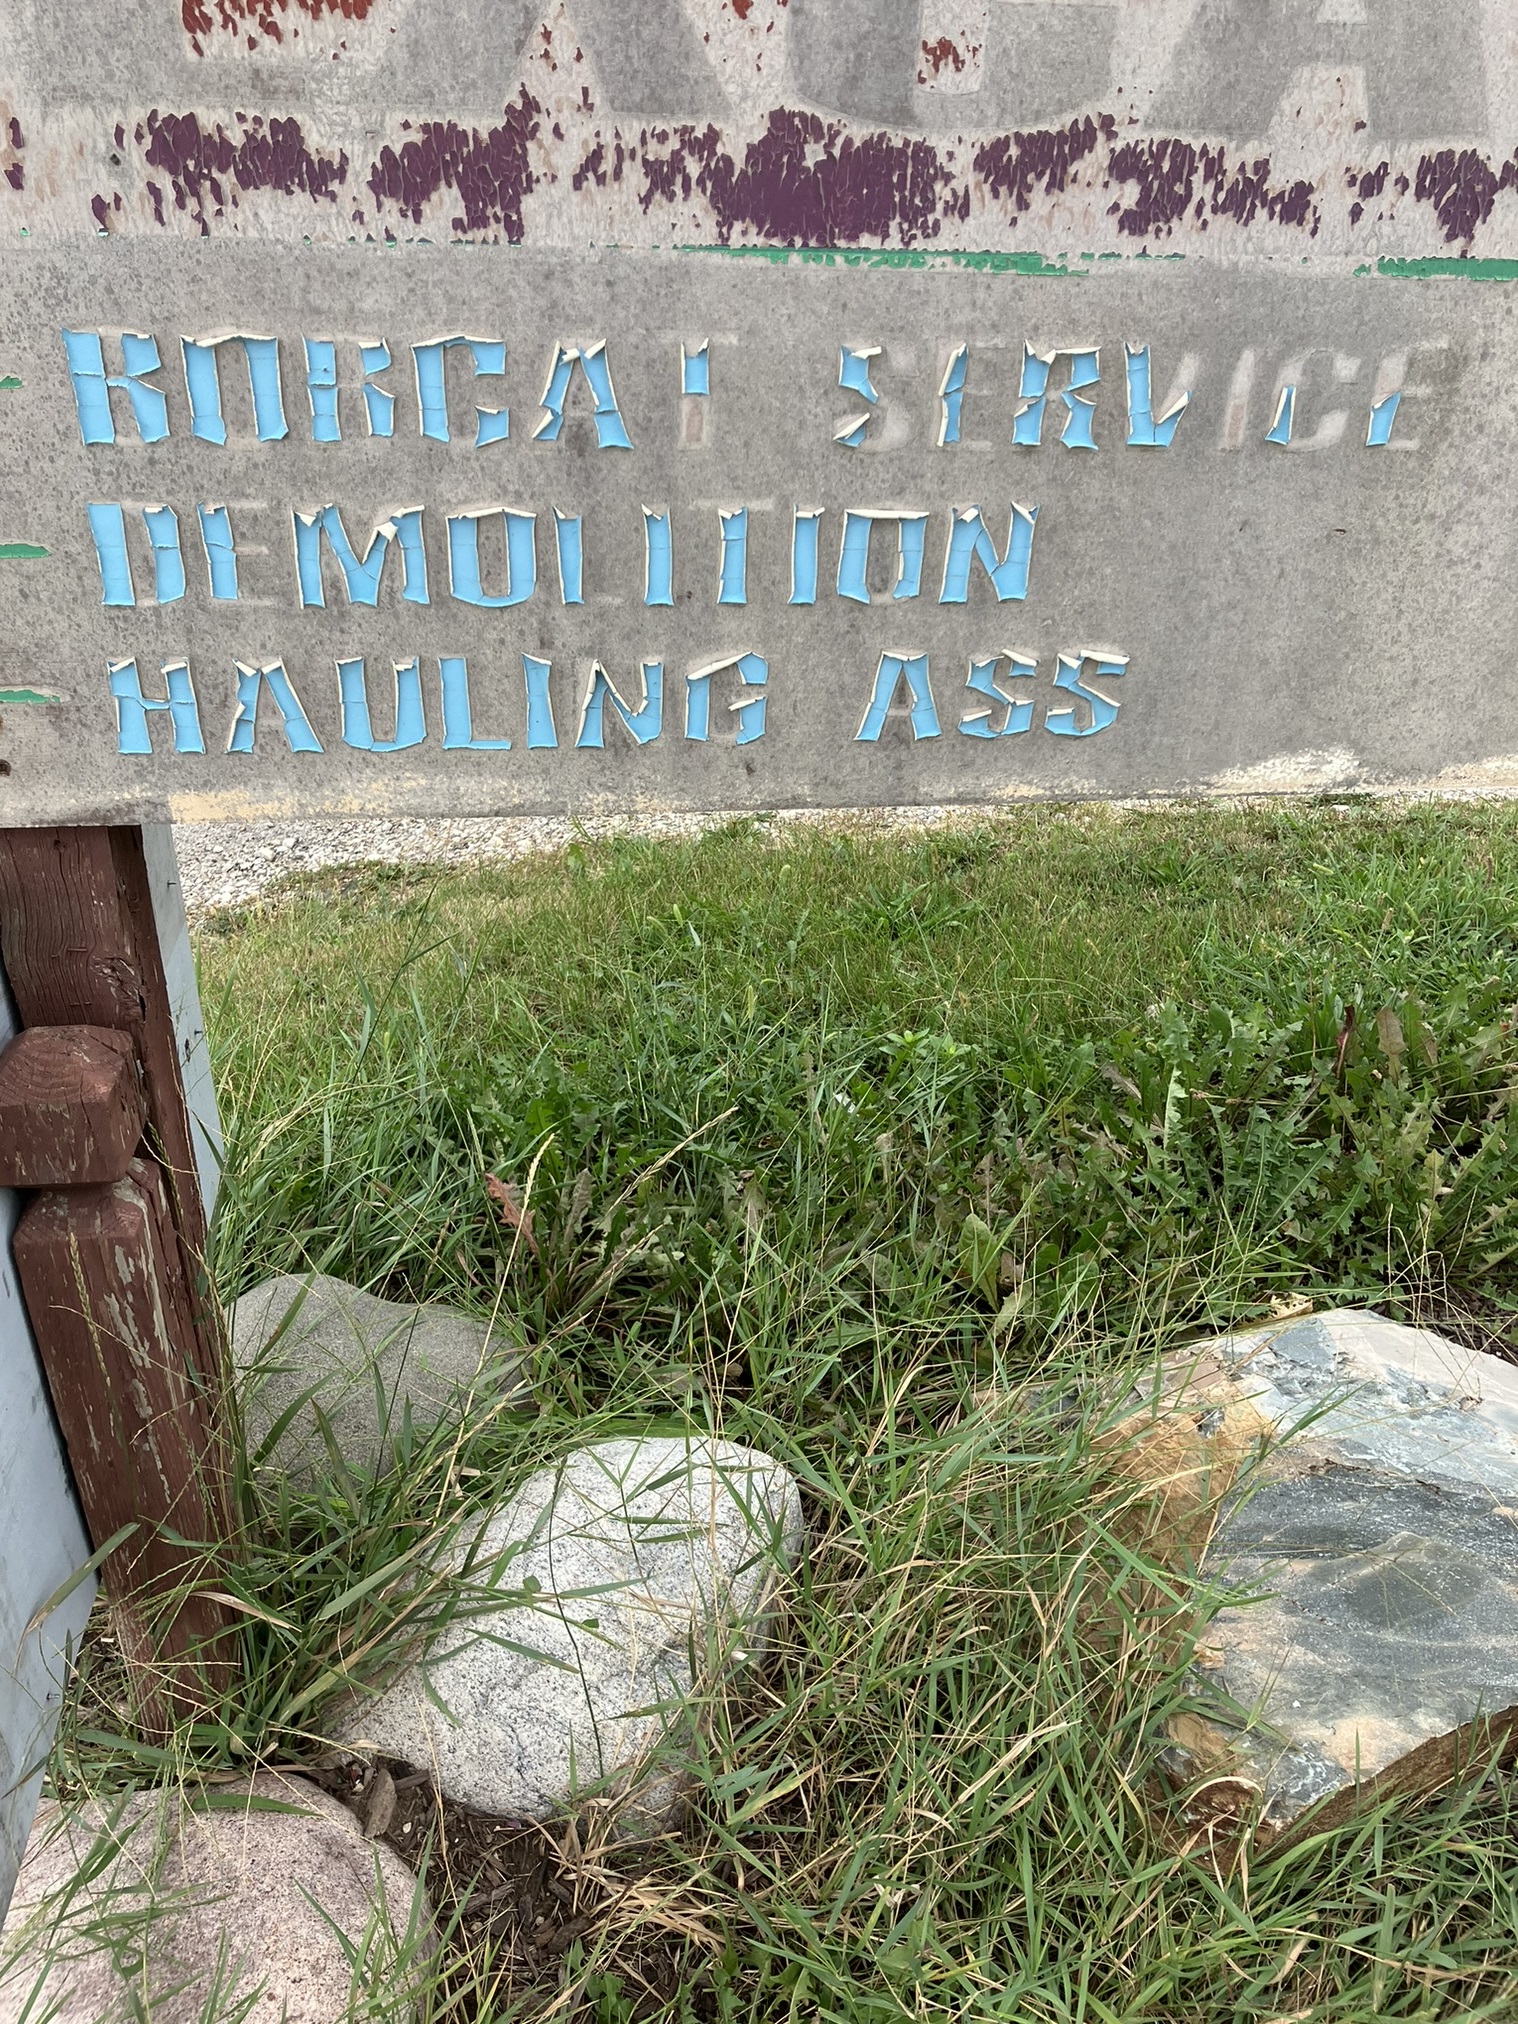 BOBCAT SERVICE
DEMOLITION
HAULING ASS